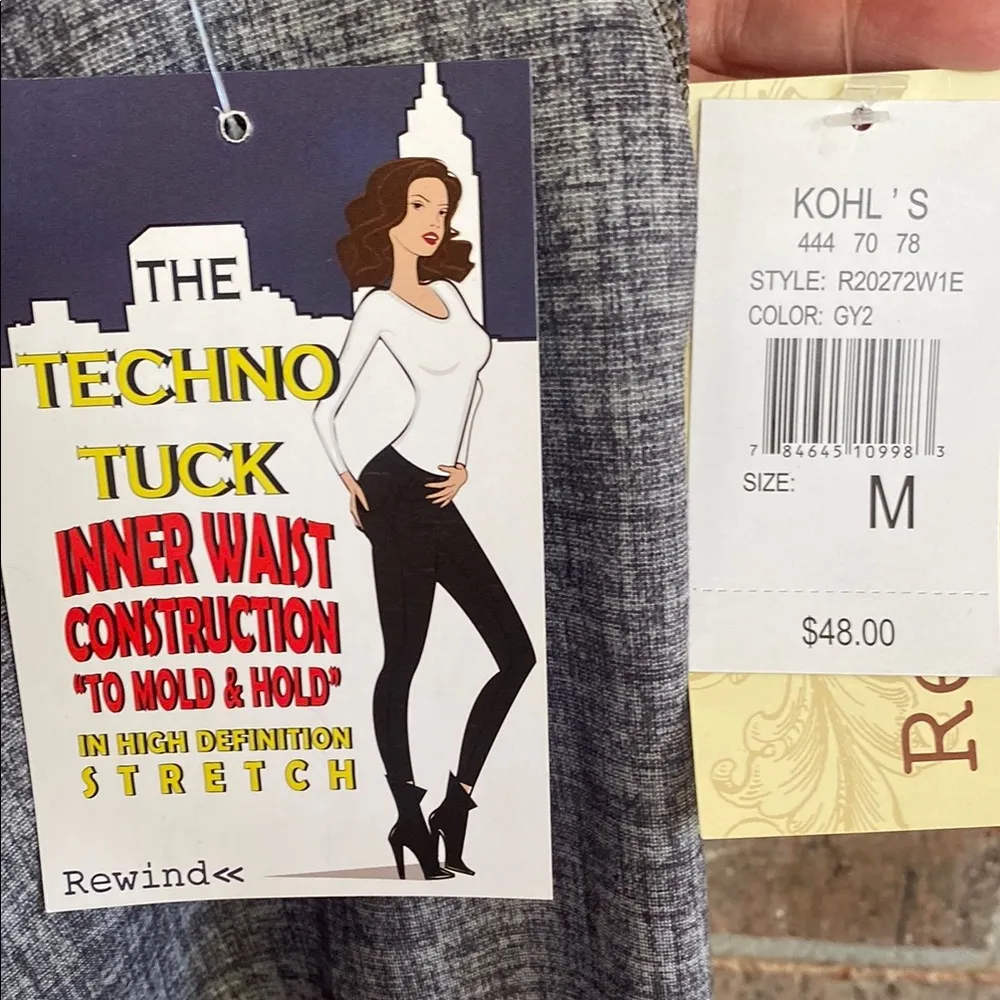 THE
TECHNO
TUCK
INNER WAIST
CONSTRUCTION
"TO MOLD & HOLD"
IN HIGH DEFINITION
STRETCH
Rewind<<
KOHL'S
444 70 78
STYLE: R20272W1E
COLOR: GY2
7 84645 10998 3
SIZE: M
$48.00